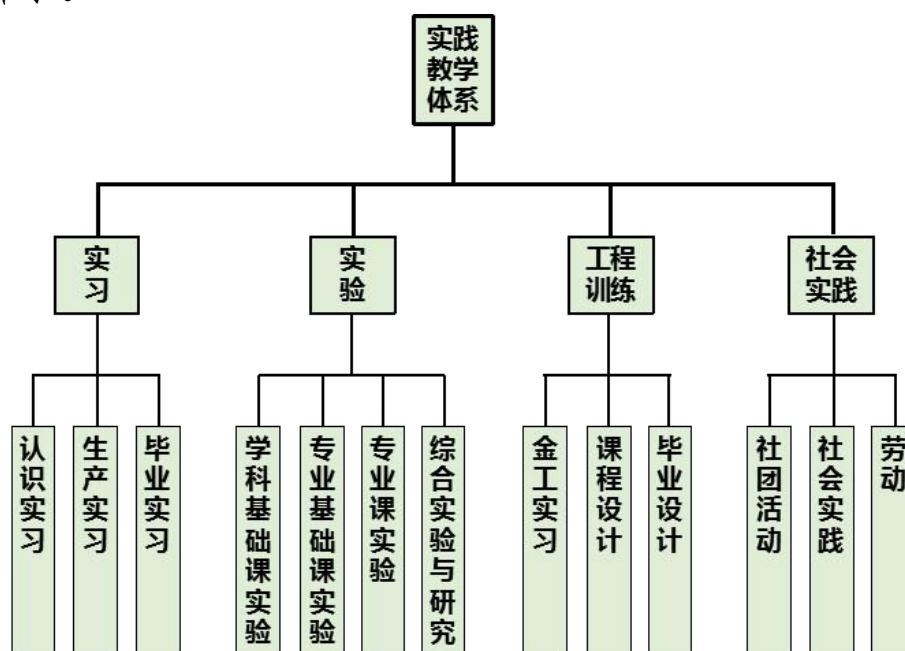 实践
教学
体系
实
习
实
验
工程
训练
社会
实践
认识实习
生产实习
毕业实习
学科基础课实验
专业基础课实验
专业课实验
综合实验与研究
金工实习
课程设计
毕业设计
社团活动
社会实践
劳动